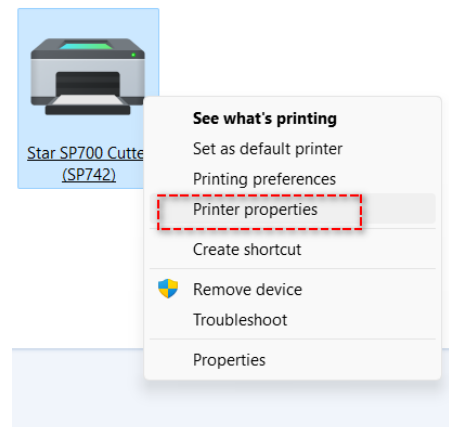 Star SP700 Cutte
(SP742)
See what's printing
Set as default printer
Printing preferences
Printer properties
Create shortcut
Remove device
Troubleshoot
Properties